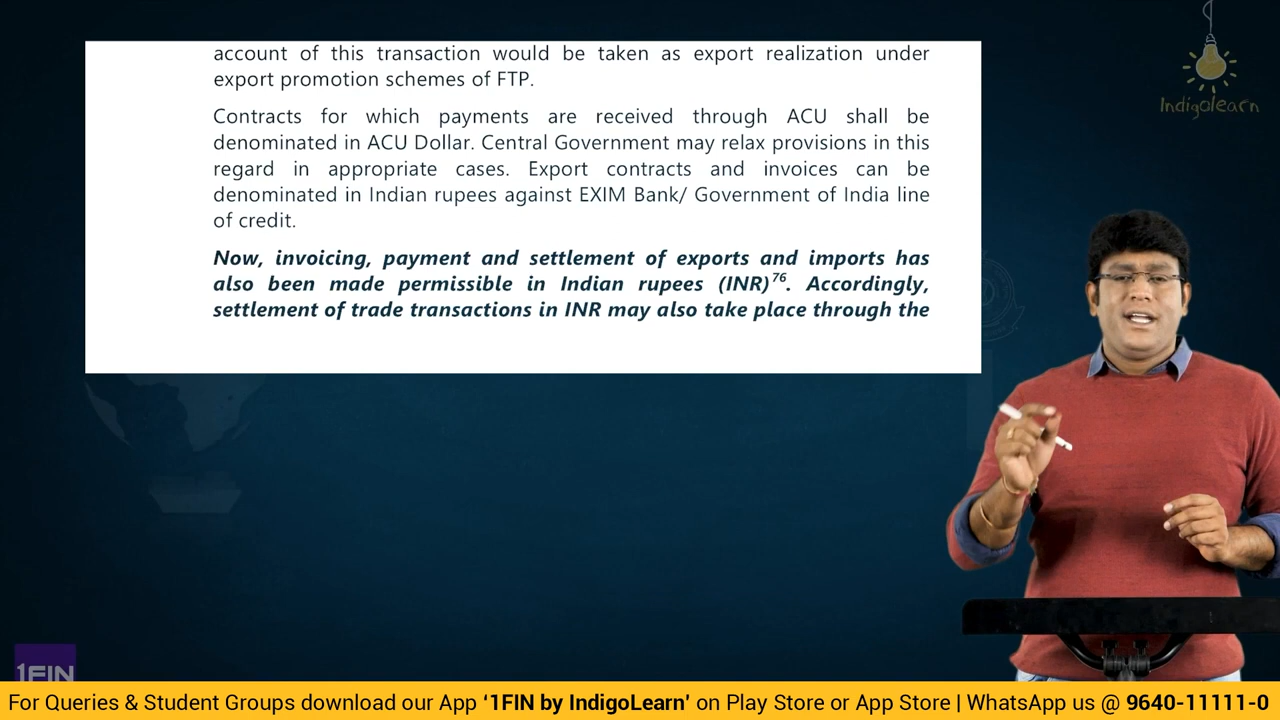 account of this transaction would be taken as export realization under
export promotion schemes of FTP.
Contracts for which payments are received through ACU shall be
denominated in ACU Dollar. Central Government may relax provisions in this
regard in appropriate cases. Export contracts and invoices can be
denominated in Indian rupees against EXIM Bank/ Government of India line
of credit.
Now, invoicing, payment and settlement of exports and imports has
also been made permissible in Indian rupees (INR)76. Accordingly,
settlement of trade transactions in INR may also take place through the
Indigolearn
1FIN
For Queries & Student Groups download our App ‘1FIN by IndigoLearn’ on Play Store or App Store | WhatsApp us @ 9640-11111-0